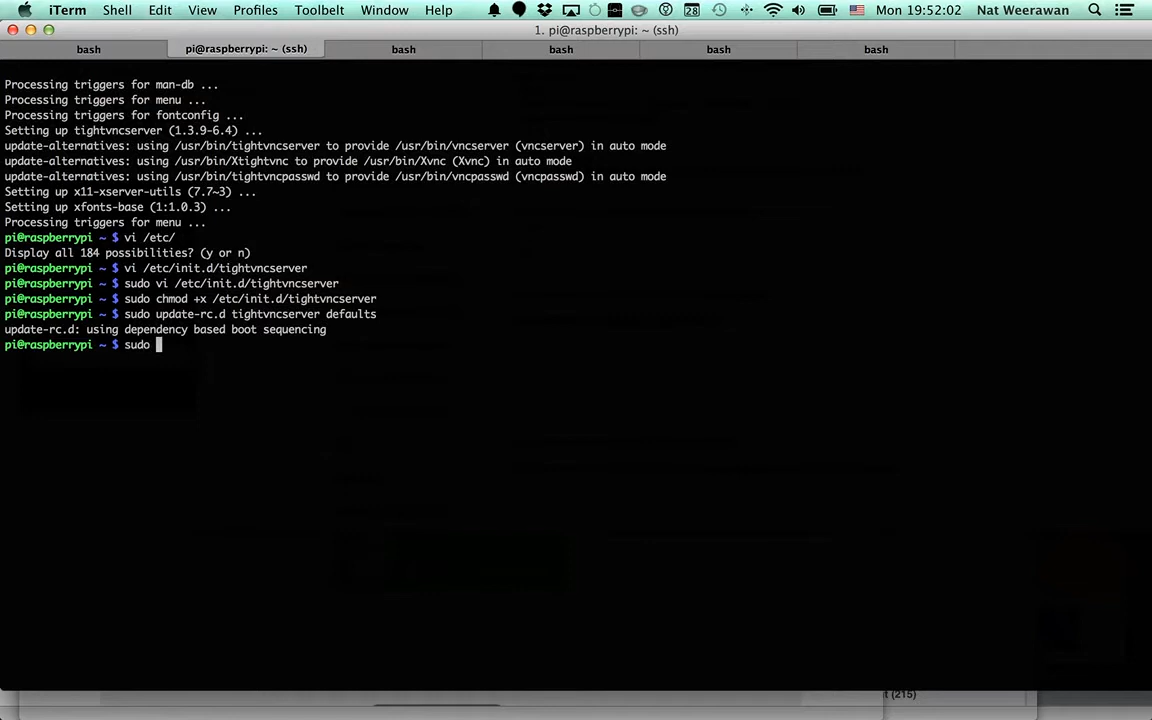 iTerm Shell Edit View Profiles Toolbelt Window Help 28 Mon 19:52:02 Nat Weerawan
1. pi@raspberrypi: ~ (ssh)
bash pi@raspberrypi: ~ (ssh) bash bash bash bash
Processing triggers for man-db ...
Processing triggers for menu ...
Processing triggers for fontconfig ...
Setting up tightvncserver (1.3.9-6.4) ...
update-alternatives: using /usr/bin/tightvncserver to provide /usr/bin/vncserver (vncserver) in auto mode
update-alternatives: using /usr/bin/Xtightvnc to provide /usr/bin/Xvnc (Xvnc) in auto mode
update-alternatives: using /usr/bin/tightvncpasswd to provide /usr/bin/vncpasswd (vncpasswd) in auto mode
Setting up x11-xserver-utils (7.7~3) ...
Setting up xfonts-base (1:1.0.3) ...
Processing triggers for menu ...
pi@raspberrypi ~ $ vi /etc/
Display all 184 possibilities? (y or n)
pi@raspberrypi ~ $ vi /etc/init.d/tightvncserver
pi@raspberrypi ~ $ sudo vi /etc/init.d/tightvncserver
pi@raspberrypi ~ $ sudo chmod +x /etc/init.d/tightvncserver
pi@raspberrypi ~ $ sudo update-rc.d tightvncserver defaults
update-rc.d: using dependency based boot sequencing
pi@raspberrypi ~ $ sudo
(215)